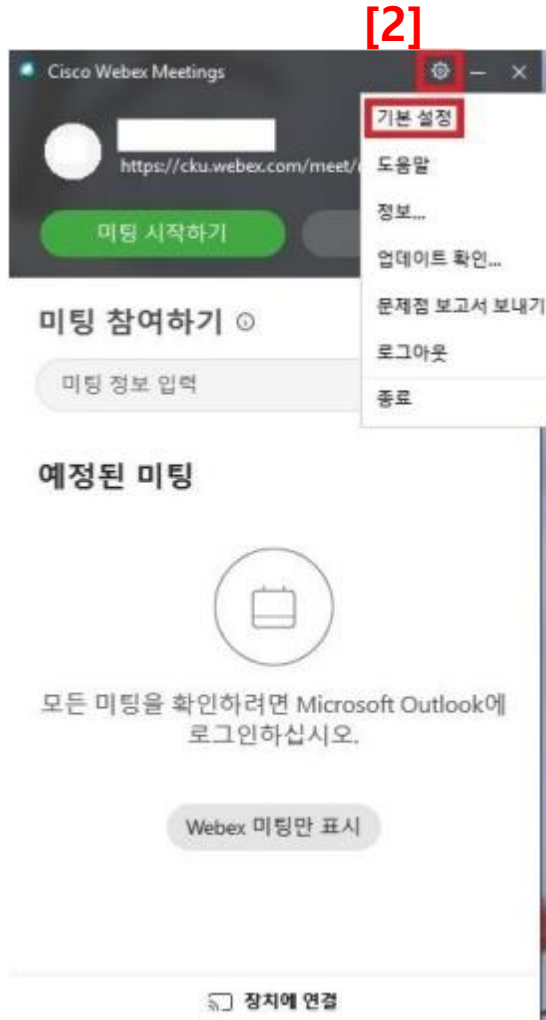 [2]
Cisco Webex Meetings
https://cku.webex.com/meet/
기본 설정
도움말
정보...
미팅 시작하기
업데이트 확인...
문제점 보고서 보내기
미팅 참여하기
로그아웃
미팅 정보 입력
종료
예정된 미팅
모든 미팅을 확인하려면 Microsoft Outlook에
로그인하십시오.
Webex 미팅만 표시
장치에 연결